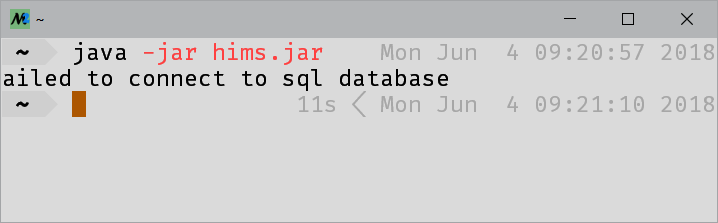 ~
~ java -jar hims.jar Mon Jun 4 09:20:57 2018
ailed to connect to sql database
~ 11s Mon Jun 4 09:21:10 2018